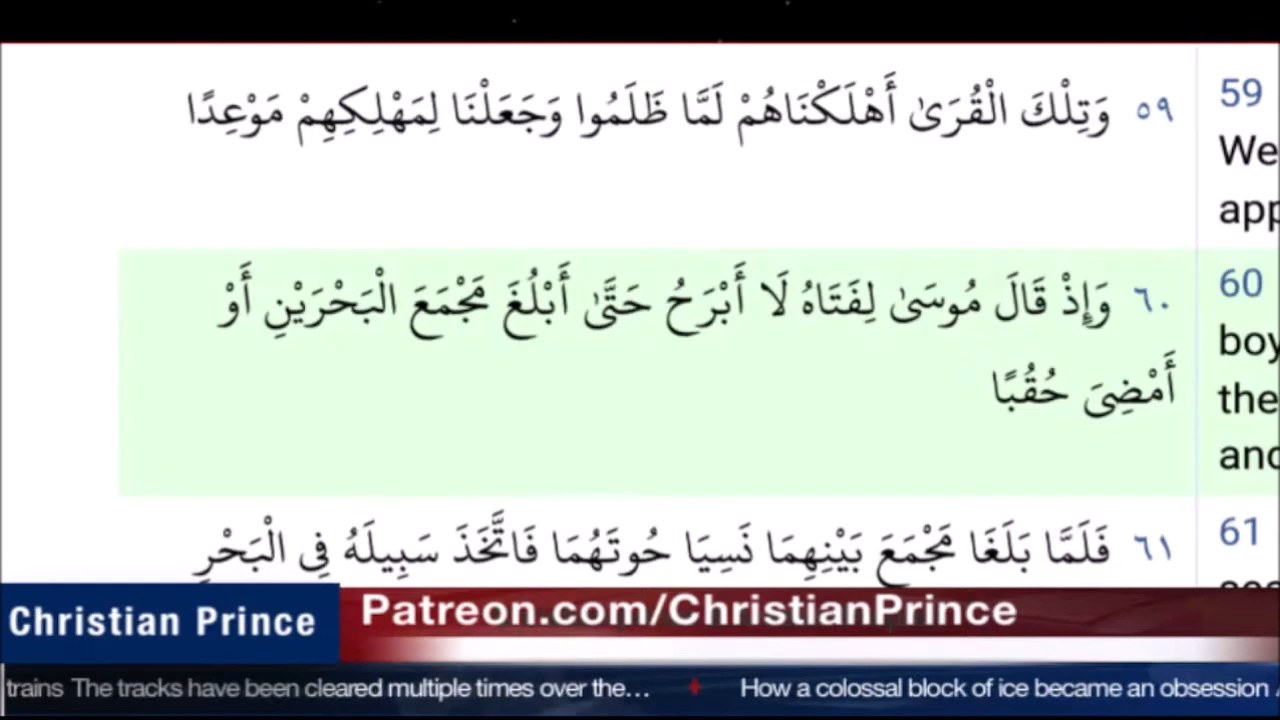 ٥٩ وَتِلْكَ الْقُرَىٰ أَهْلَكْنَاهُمْ لَمَّا ظَلَمُوا وَجَعَلْنَا لِمَهْلِكِهِمْ مَوْعِدًا
59
We
app
٦٠ وَإِذْ قَالَ مُوسَىٰ لِفَتَاهُ لَا أَبْرَحُ حَتَّىٰ أَبْلُغَ مَجْمَعَ الْبَحْرَيْنِ أَوْ
أَمْضِىَ حُقُبًا
60
boy
the
and
٦١ فَلَمَّا بَلَغَا مَجْمَعَ بَيْنِهِمَا نَسِيَا حُوتَهُمَا فَاتَّخَذَ سَبِيلَهُ فِى الْبَحْرِ
61
Christian Prince
Patreon.com/ChristianPrince
trains The tracks have been cleared multiple times over the... How a colossal block of ice became an obsession